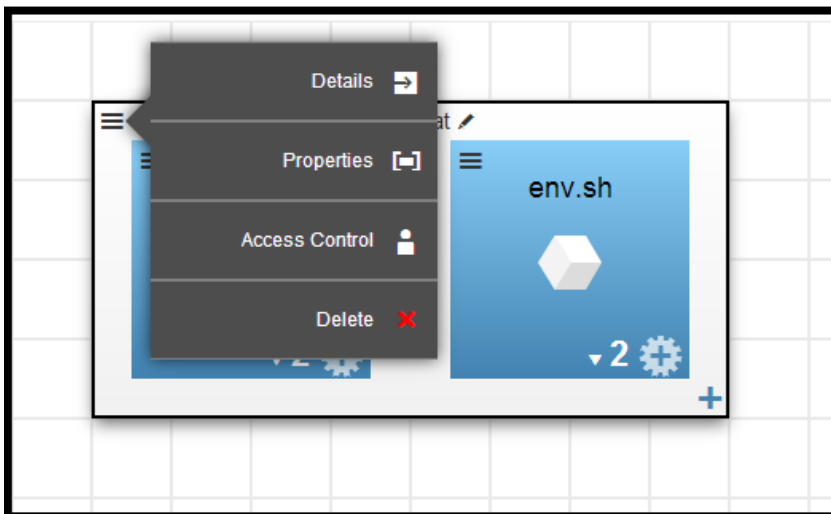 Details
at
Properties
env.sh
Access Control
Delete
2
2